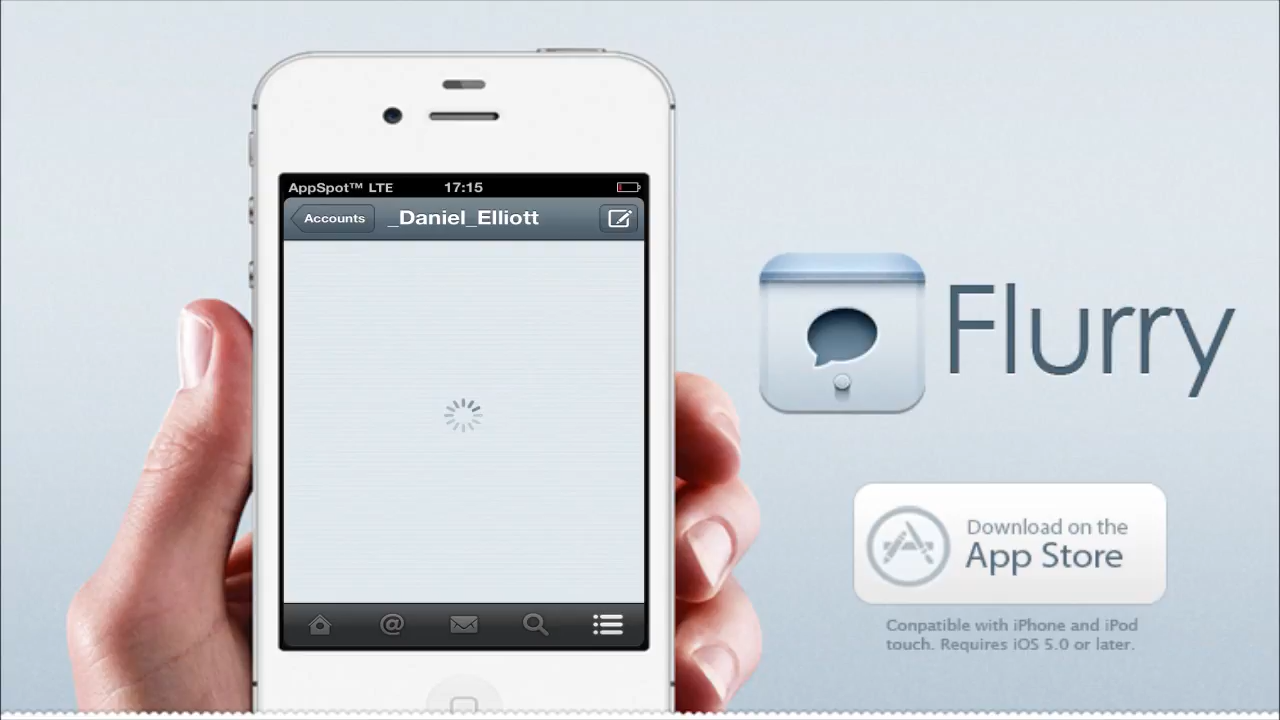 AppSpot™ LTE 17:15
Accounts _Daniel_Elliott
@
Flurry
Download on the
App Store
Compatible with iPhone and iPod
touch. Requires iOS 5.0 or later.